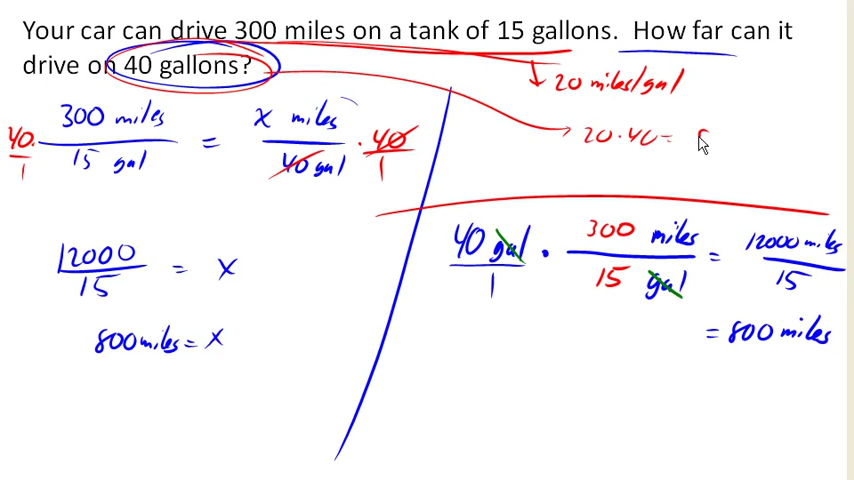 Your car can drive 300 miles on a tank of 15 gallons. How far can it
drive on 40 gallons?
20 miles/gal
20·40=
40/1 · 300 miles/15 gal = x miles/40 gal · 40/1
12000/15 = x
800 miles = x
40 gal/1 · 300 miles/15 gal = 12000 miles/15
= 800 miles